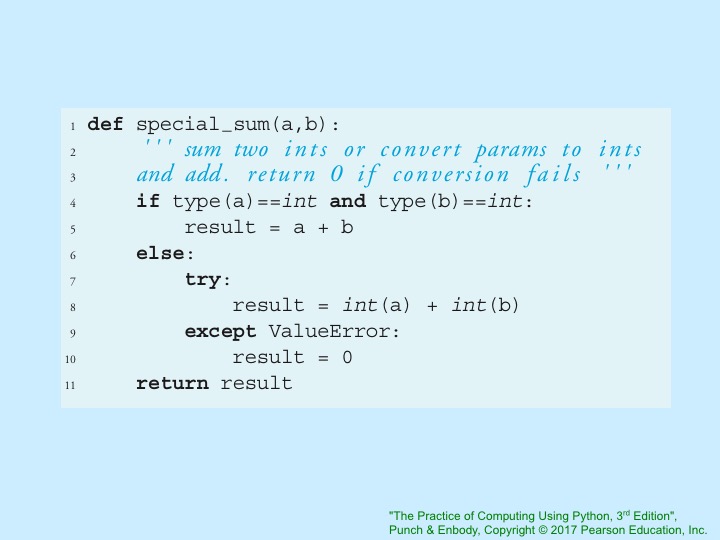 1 def special_sum(a,b):
2     ''' sum two ints or convert params to ints
3     and add. return 0 if conversion fails '''
4     if type(a)==int and type(b)==int:
5         result = a + b
6     else:
7         try:
8             result = int(a) + int(b)
9         except ValueError:
10             result = 0
11     return result
"The Practice of Computing Using Python, 3rd Edition",
Punch & Enbody, Copyright © 2017 Pearson Education, Inc.